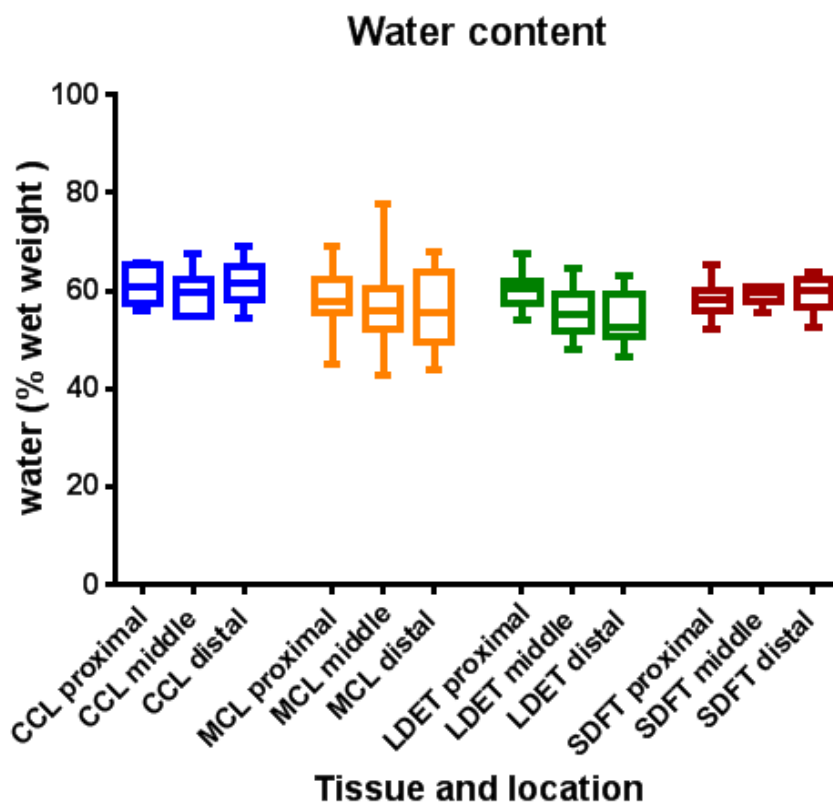 Water content
water (% wet weight )
100
80
60
40
20
0
CCL proximal
CCL middle
CCL distal
MCL proximal
MCL middle
MCL distal
LDET proximal
LDET middle
LDET distal
SDFT proximal
SDFT middle
SDFT distal
Tissue and location